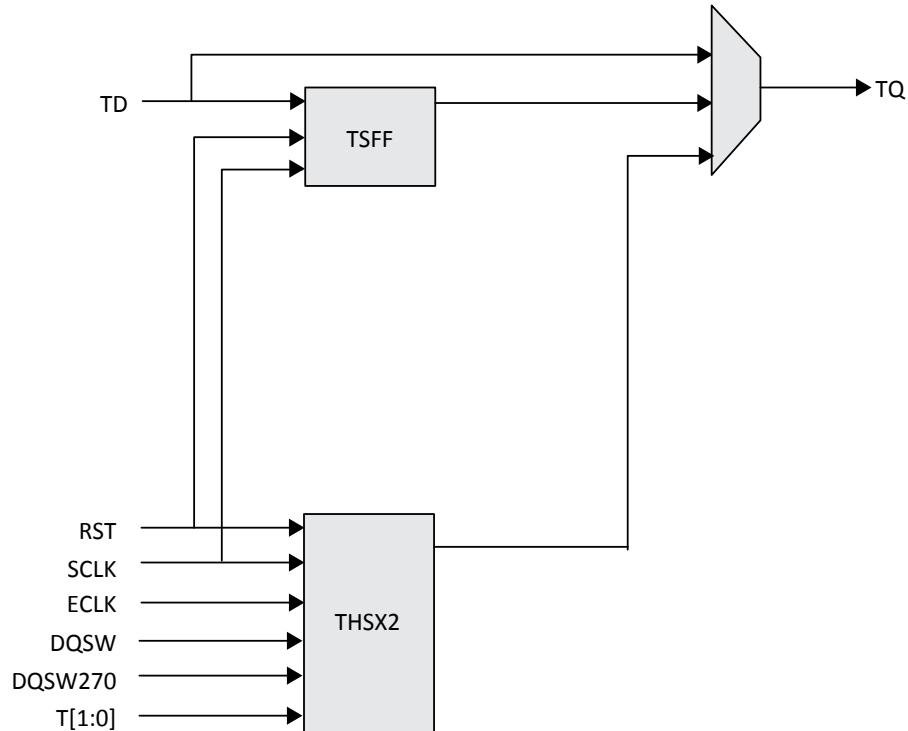 TD
TSFF
TQ
RST
SCLK
ECLK
DQSW
DQSW270
T[1:0]
THSX2